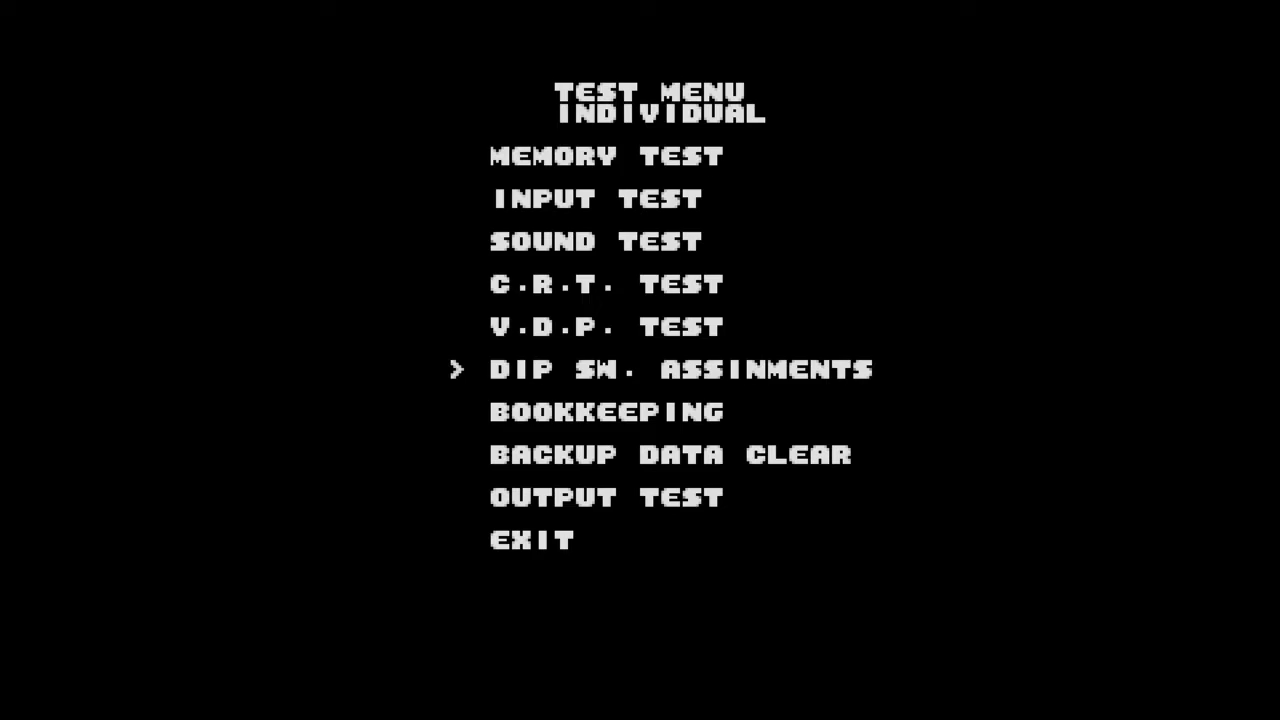 TEST MENU
INDIVIDUAL
MEMORY TEST
INPUT TEST
SOUND TEST
C.R.T. TEST
V.D.P. TEST
> DIP SW. ASSINMENTS
BOOKKEEPING
BACKUP DATA CLEAR
OUTPUT TEST
EXIT